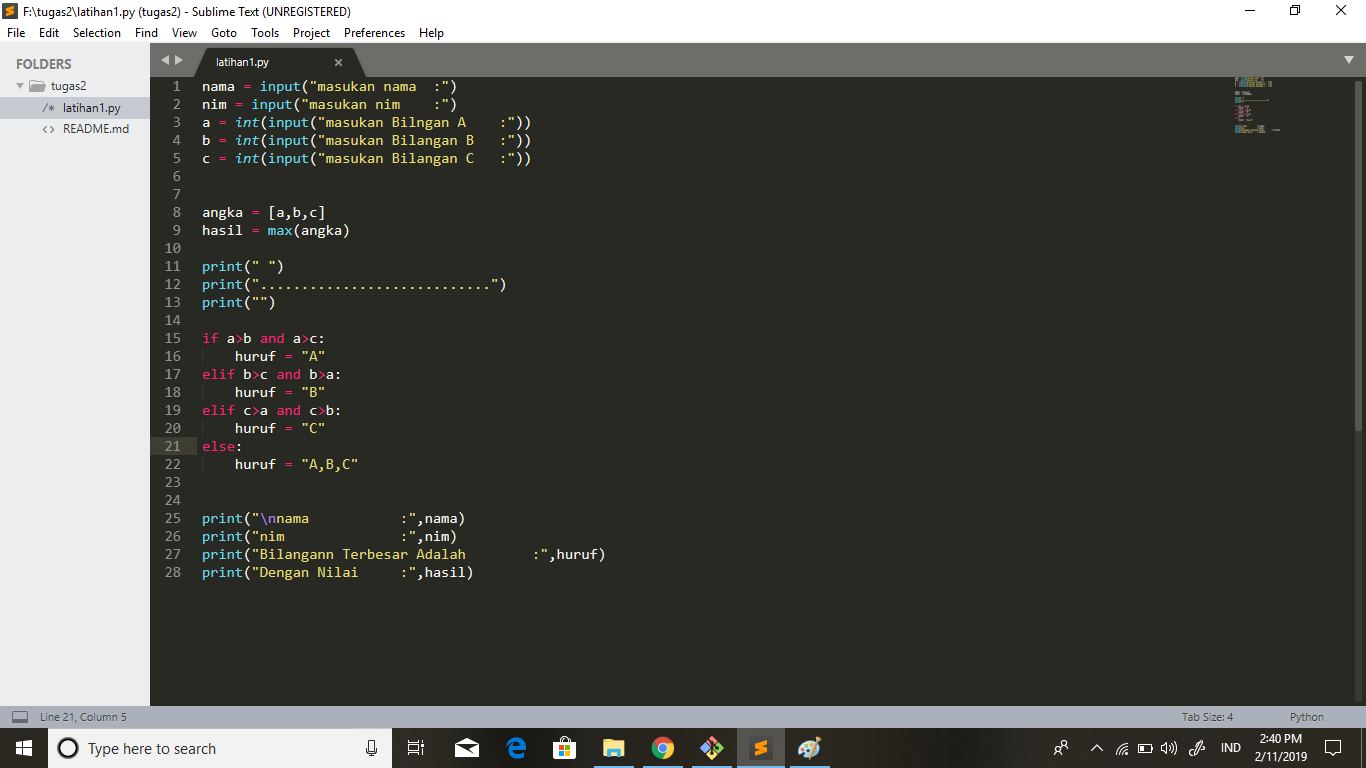 F:\tugas2\latihan1.py (tugas2) - Sublime Text (UNREGISTERED)
File Edit Selection Find View Goto Tools Project Preferences Help
FOLDERS
tugas2
/* latihan1.py
<> README.md
latihan1.py
1 nama = input("masukan nama  :")
2 nim = input("masukan nim    :")
3 a = int(input("masukan Bilngan A    :"))
4 b = int(input("masukan Bilangan B   :"))
5 c = int(input("masukan Bilangan C   :"))
6
7
8 angka = [a,b,c]
9 hasil = max(angka)
10
11 print(" ")
12 print("............................")
13 print("")
14
15 if a>b and a>c:
16     huruf = "A"
17 elif b>c and b>a:
18     huruf = "B"
19 elif c>a and c>b:
20     huruf = "C"
21 else:
22     huruf = "A,B,C"
23
24
25 print("\nnama           :",nama)
26 print("nim              :",nim)
27 print("Bilangann Terbesar Adalah        :",huruf)
28 print("Dengan Nilai     :",hasil)
Line 21, Column 5
Tab Size: 4
Python
Type here to search
IND
2:40 PM
2/11/2019